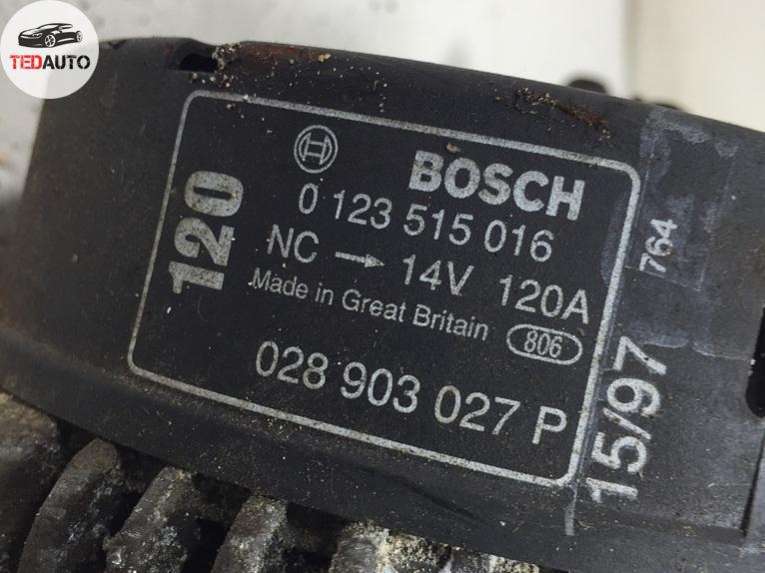 TEDAUTO
BOSCH
0 123 515 016
NC → 14V 120A
Made in Great Britain 806
028 903 027 P
120
764
15/97